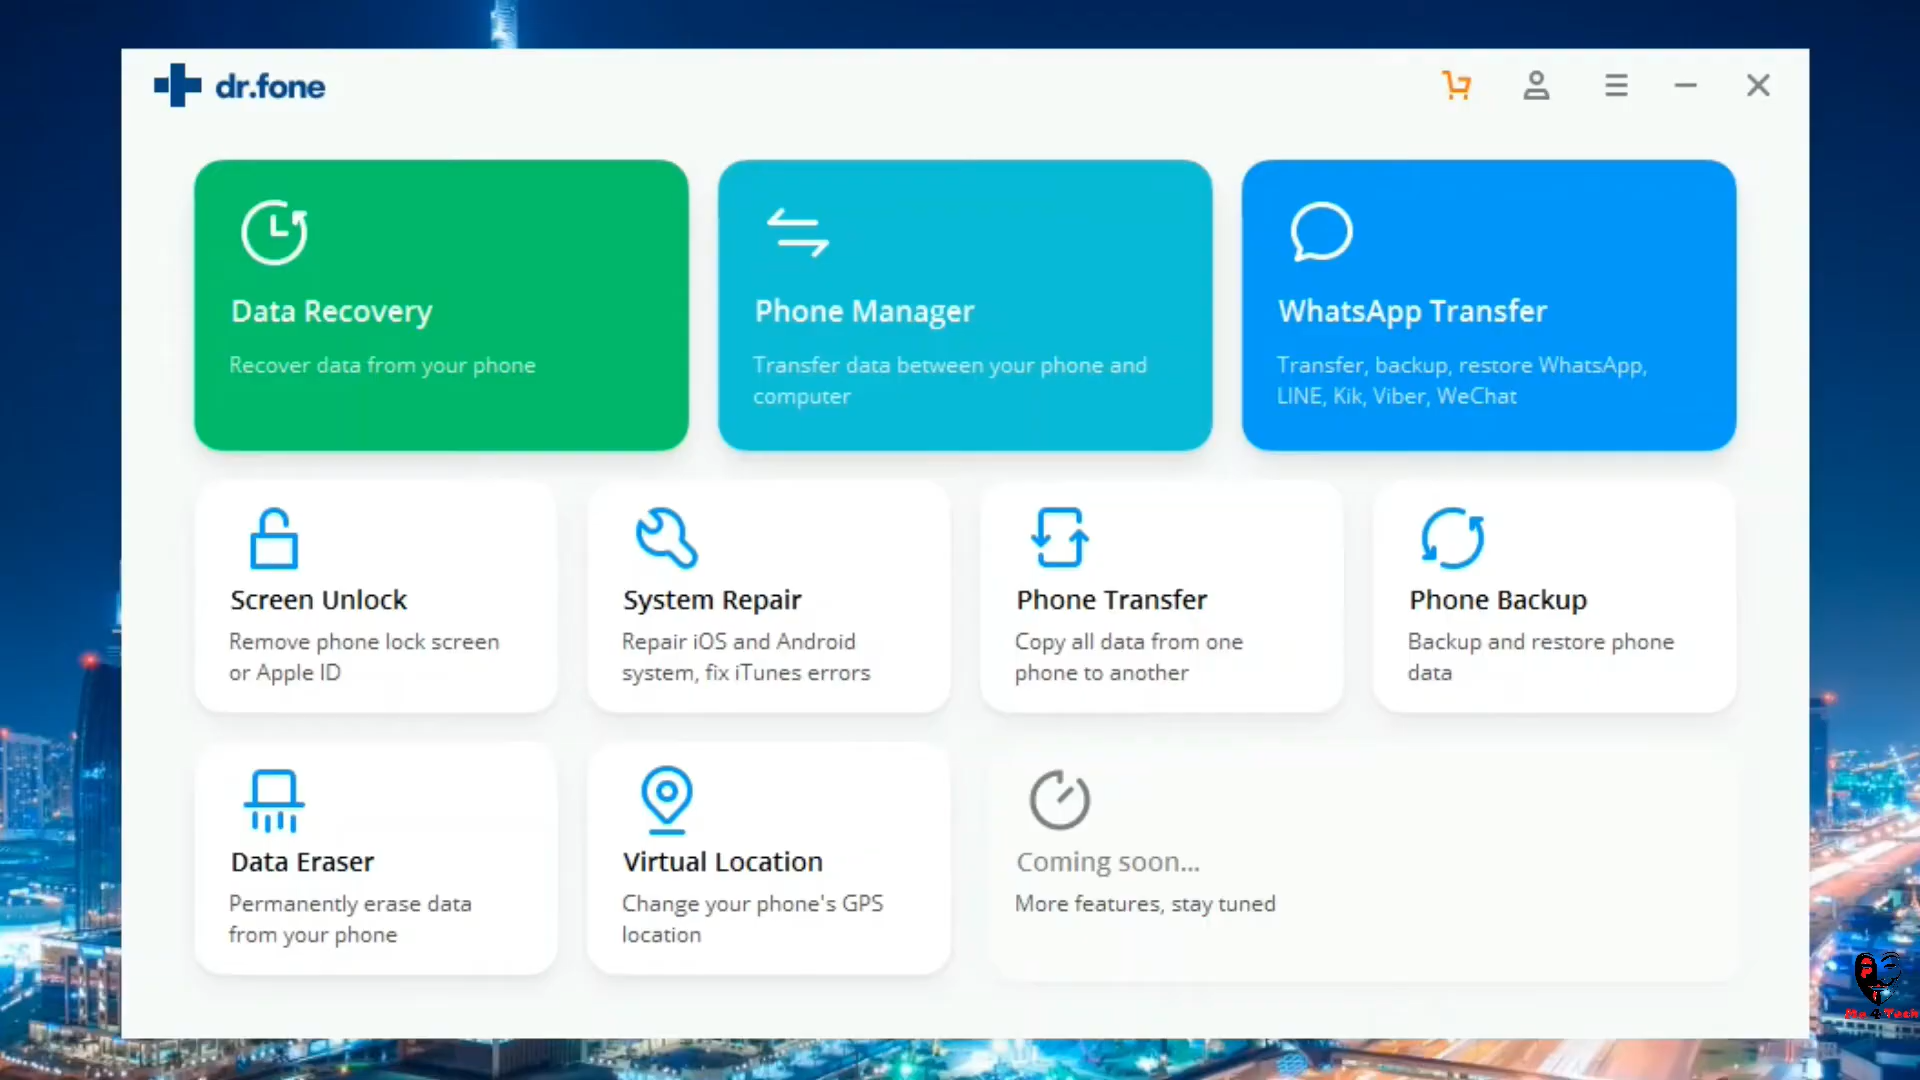 dr.fone
Data Recovery
Recover data from your phone
Phone Manager
Transfer data between your phone and
computer
WhatsApp Transfer
Transfer, backup, restore WhatsApp,
LINE, Kik, Viber, WeChat
Screen Unlock
Remove phone lock screen
or Apple ID
System Repair
Repair iOS and Android
system, fix iTunes errors
Phone Transfer
Copy all data from one
phone to another
Phone Backup
Backup and restore phone
data
Data Eraser
Permanently erase data
from your phone
Virtual Location
Change your phone's GPS
location
Coming soon...
More features, stay tuned
4 Tech